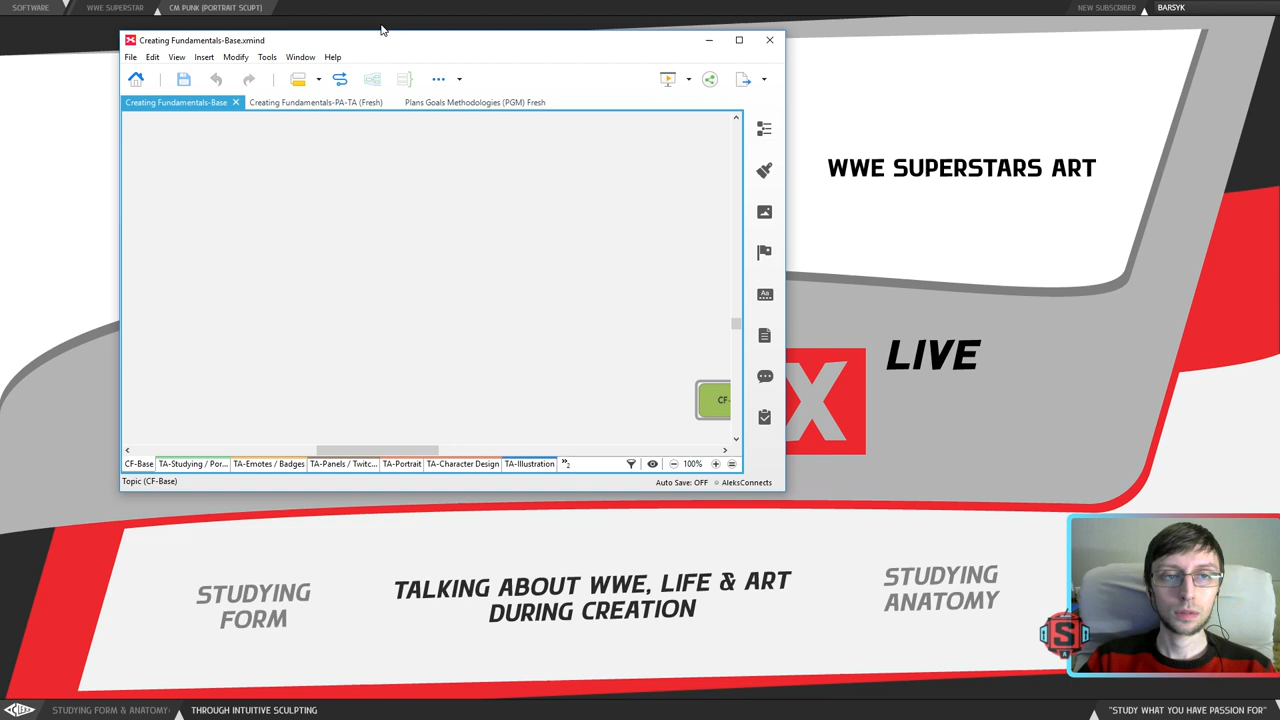 SOFTWARE
WWE SUPERSTAR
CM PUNK (PORTRAIT SCUPT)
NEW SUBSCRIBER
BARSYK
Creating Fundamentals-Base.xmind
File Edit View Insert Modify Tools Window Help
Creating Fundamentals-Base
Creating Fundamentals-PA-TA (Fresh)
Plans Goals Methodologies (PGM) Fresh
Aa
CF-
CF-Base
TA-Studying / Por...
TA-Emotes / Badges
TA-Panels / Twitc...
TA-Portrait
TA-Character Design
TA-Illustration
»2
100%
Topic (CF-Base)
Auto Save: OFF
AleksConnects
WWE SUPERSTARS ART
X
LIVE
STUDYING
FORM
TALKING ABOUT WWE, LIFE & ART
DURING CREATION
STUDYING
ANATOMY
S
STUDYING FORM & ANATOMY
THROUGH INTUITIVE SCULPTING
"STUDY WHAT YOU HAVE PASSION FOR"